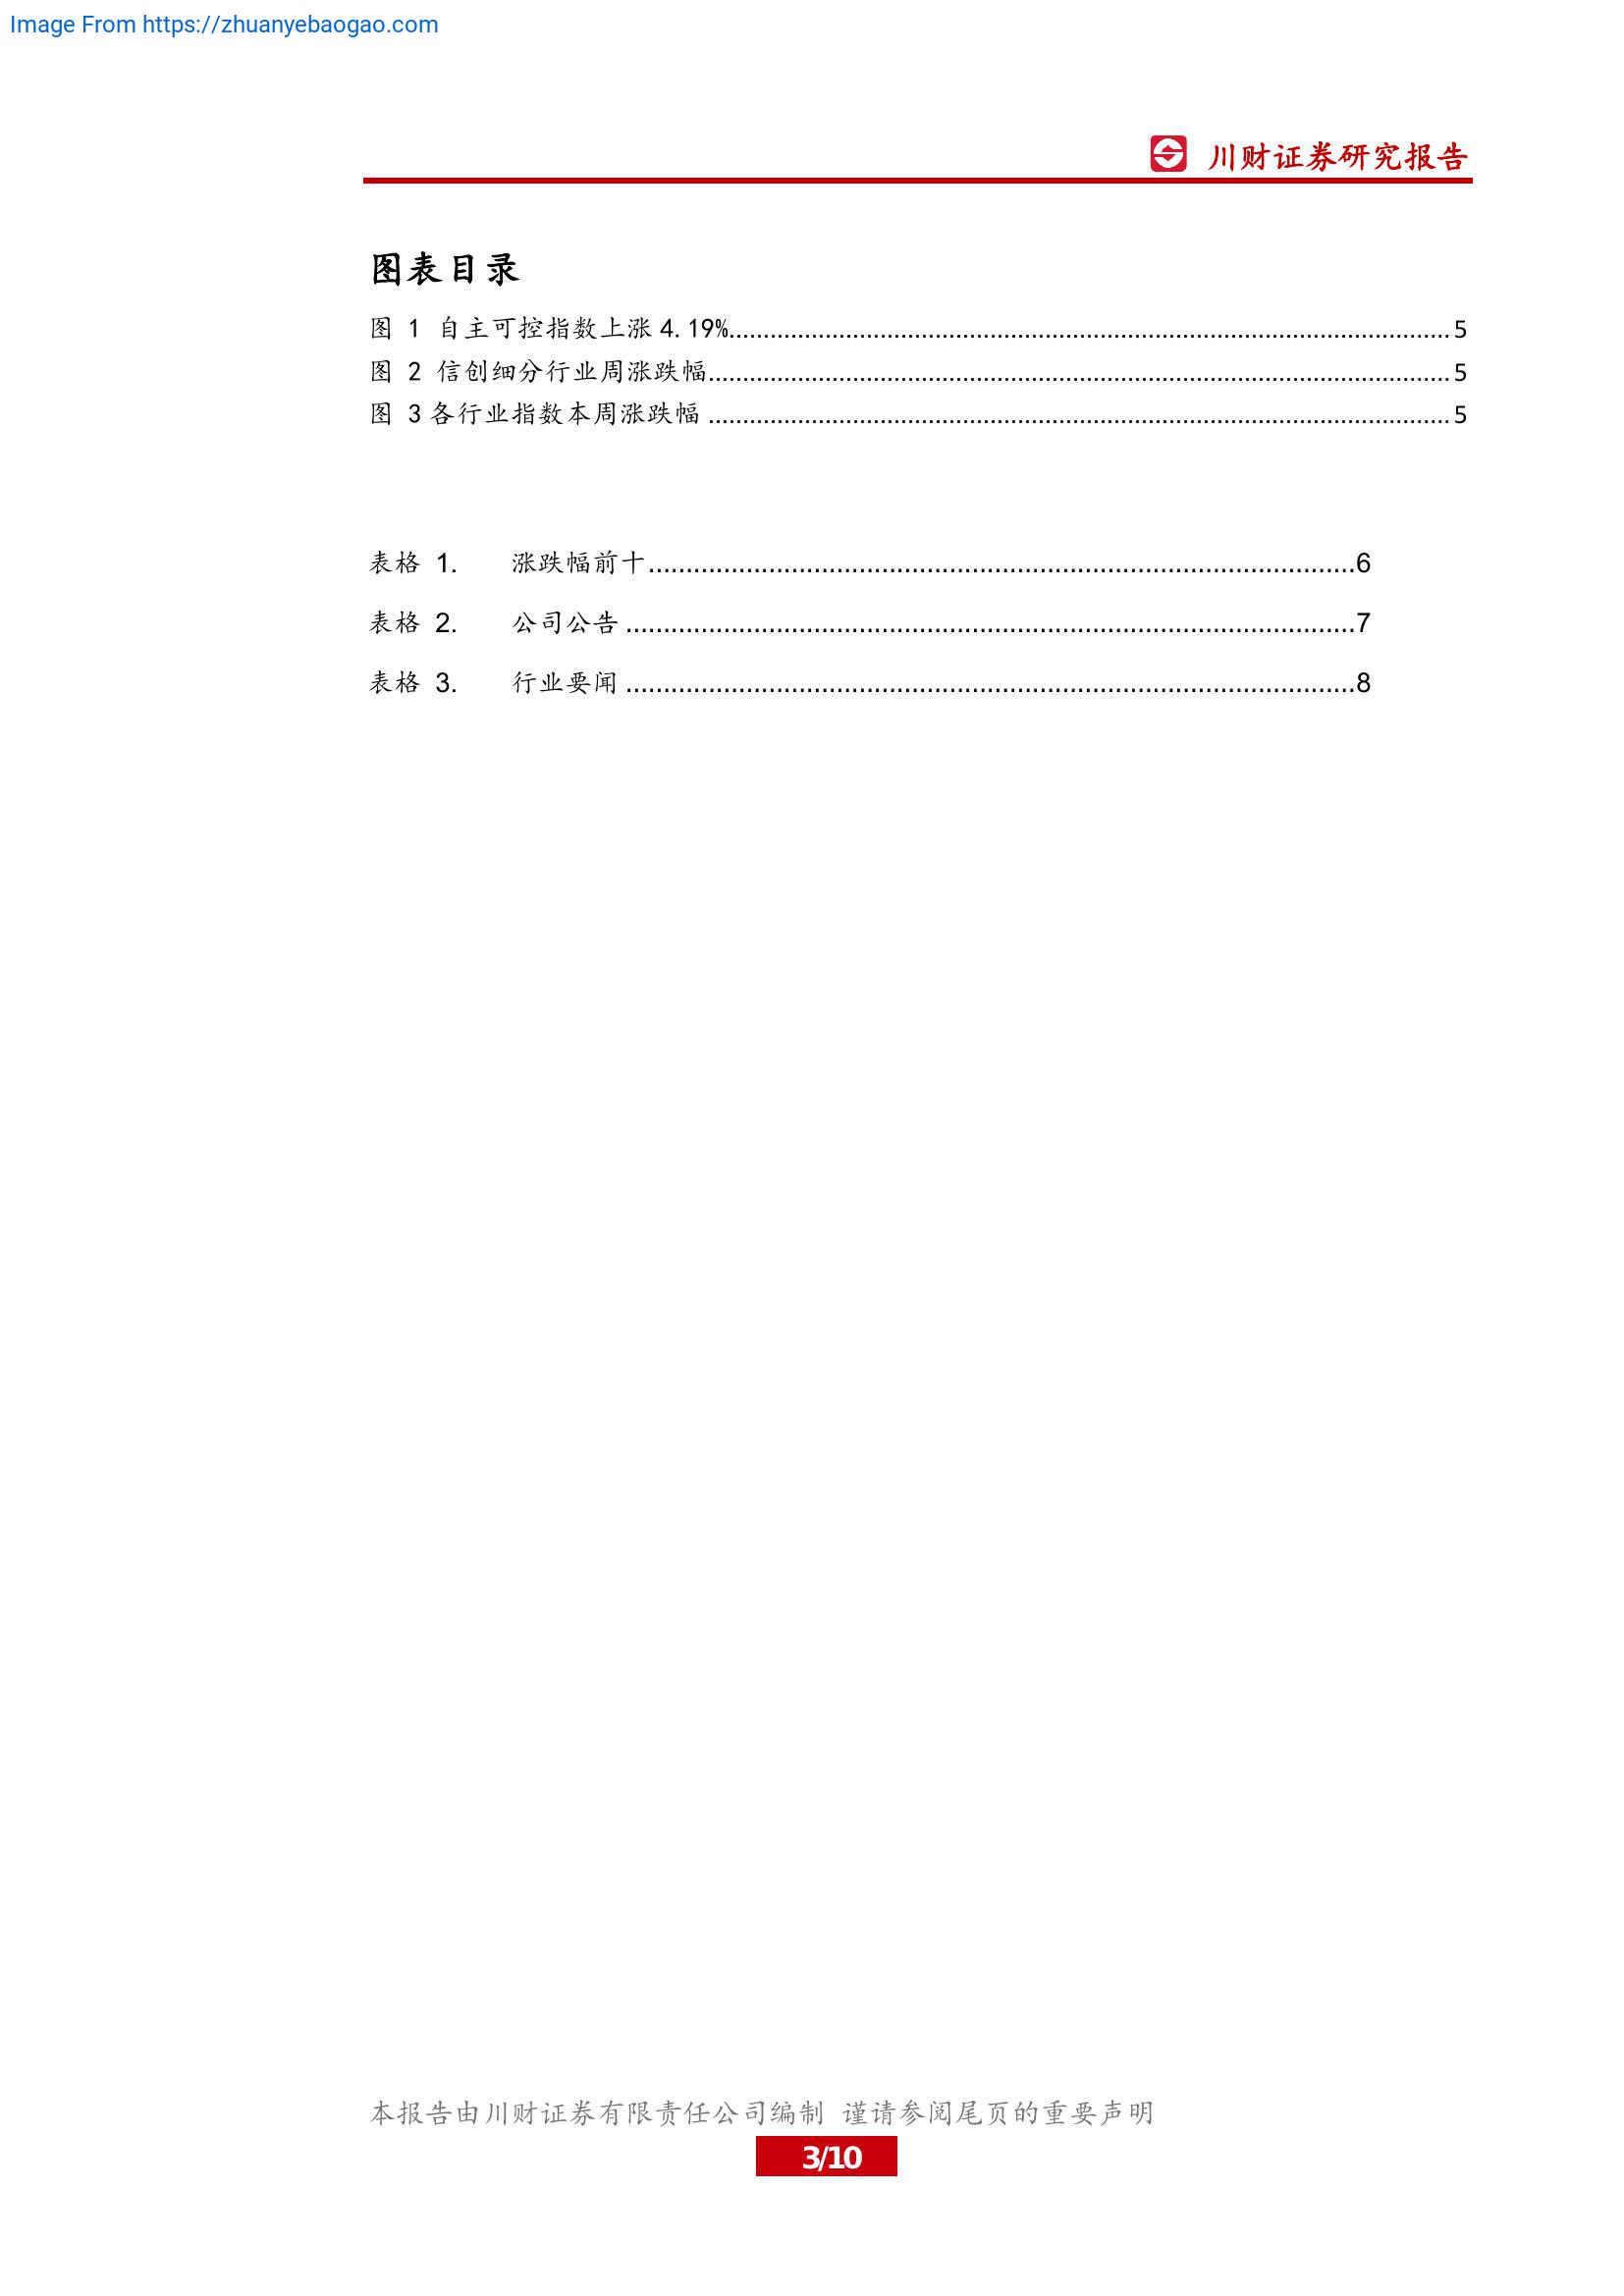 Image From https://zhuanyebaogao.com
川财证券研究报告
图表目录
图 1 自主可控指数上涨 4.19%........................................................................................................ 5
图 2 信创细分行业周涨跌幅........................................................................................................... 5
图 3 各行业指数本周涨跌幅 ........................................................................................................... 5
表格 1. 涨跌幅前十..............................................................................................6
表格 2. 公司公告 .................................................................................................7
表格 3. 行业要闻 .................................................................................................8
本报告由川财证券有限责任公司编制 谨请参阅尾页的重要声明
3/10